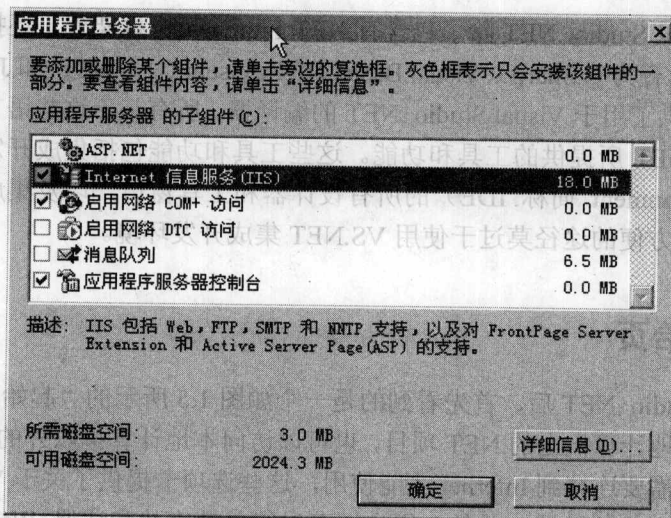 应用程序服务器
要添加或删除某个组件，请单击旁边的复选框。灰色框表示只会安装该组件的一
部分。要查看组件内容，请单击“详细信息”。
应用程序服务器 的子组件(C):
ASP.NET 0.0 MB
Internet 信息服务(IIS) 18.0 MB
启用网络 COM+ 访问 0.0 MB
启用网络 DTC 访问 0.0 MB
消息队列 6.5 MB
应用程序服务器控制台 0.0 MB
描述: IIS 包括 Web，FTP，SMTP 和 NNTP 支持，以及对 FrontPage Server
Extension 和 Active Server Page(ASP) 的支持。
所需磁盘空间: 3.0 MB
可用磁盘空间: 2024.3 MB
详细信息(D)...
确定
取消